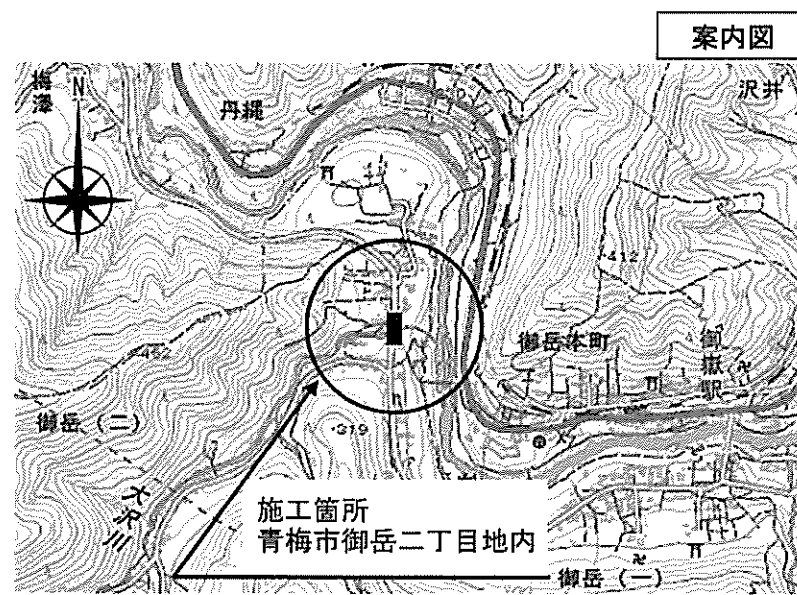 案内図
梅澤
N
丹縄
沢井
・412
御岳本町
御嶽駅
・452
御岳（二）
・319
大沢川
施工箇所
青梅市御岳二丁目地内
御岳（一）